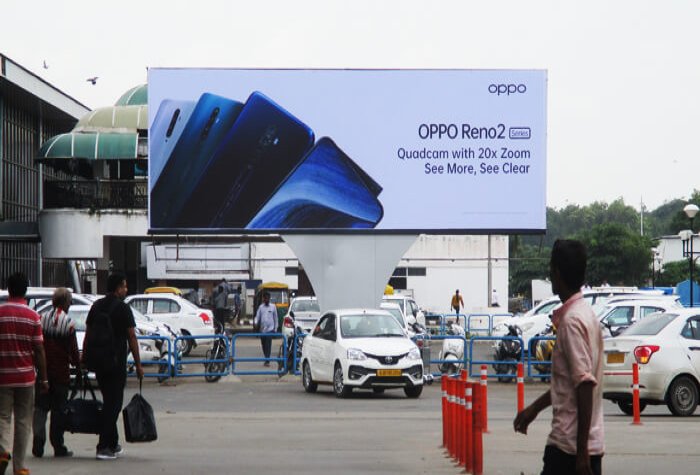 oppo
OPPO Reno2 Series
Quadcam with 20x Zoom
See More, See Clear